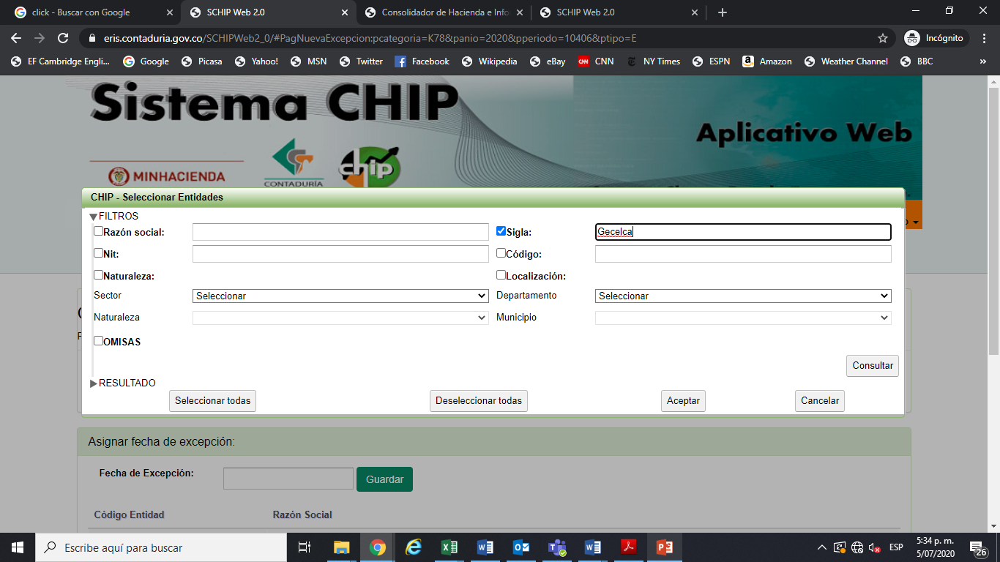 click - Buscar con Google
SCHIP Web 2.0
Consolidador de Hacienda e Info
SCHIP Web 2.0
eris.contaduria.gov.co/SCHIPWeb2_0/#PagNuevaExcepcion:pcategoria=K78&panio=2020&pperiodo=10406&ptipo=E
Incógnito
EF Cambridge Engli... Google Picasa Yahoo! MSN Twitter Facebook Wikipedia eBay CNN NY Times ESPN Amazon Weather Channel BBC
Sistema CHIP
Aplicativo Web
MINHACIENDA
CONTADURÍA
chip
CHIP - Seleccionar Entidades
FILTROS
Razón social:
Sigla: Gecelca
Nit:
Código:
Naturaleza:
Localización:
Sector Seleccionar
Departamento Seleccionar
Naturaleza
Municipio
OMISAS
Consultar
RESULTADO
Seleccionar todas
Deseleccionar todas
Aceptar
Cancelar
Asignar fecha de excepción:
Fecha de Excepción:
Guardar
Código Entidad
Razón Social
Escribe aquí para buscar
ESP
5:34 p. m.
5/07/2020
26